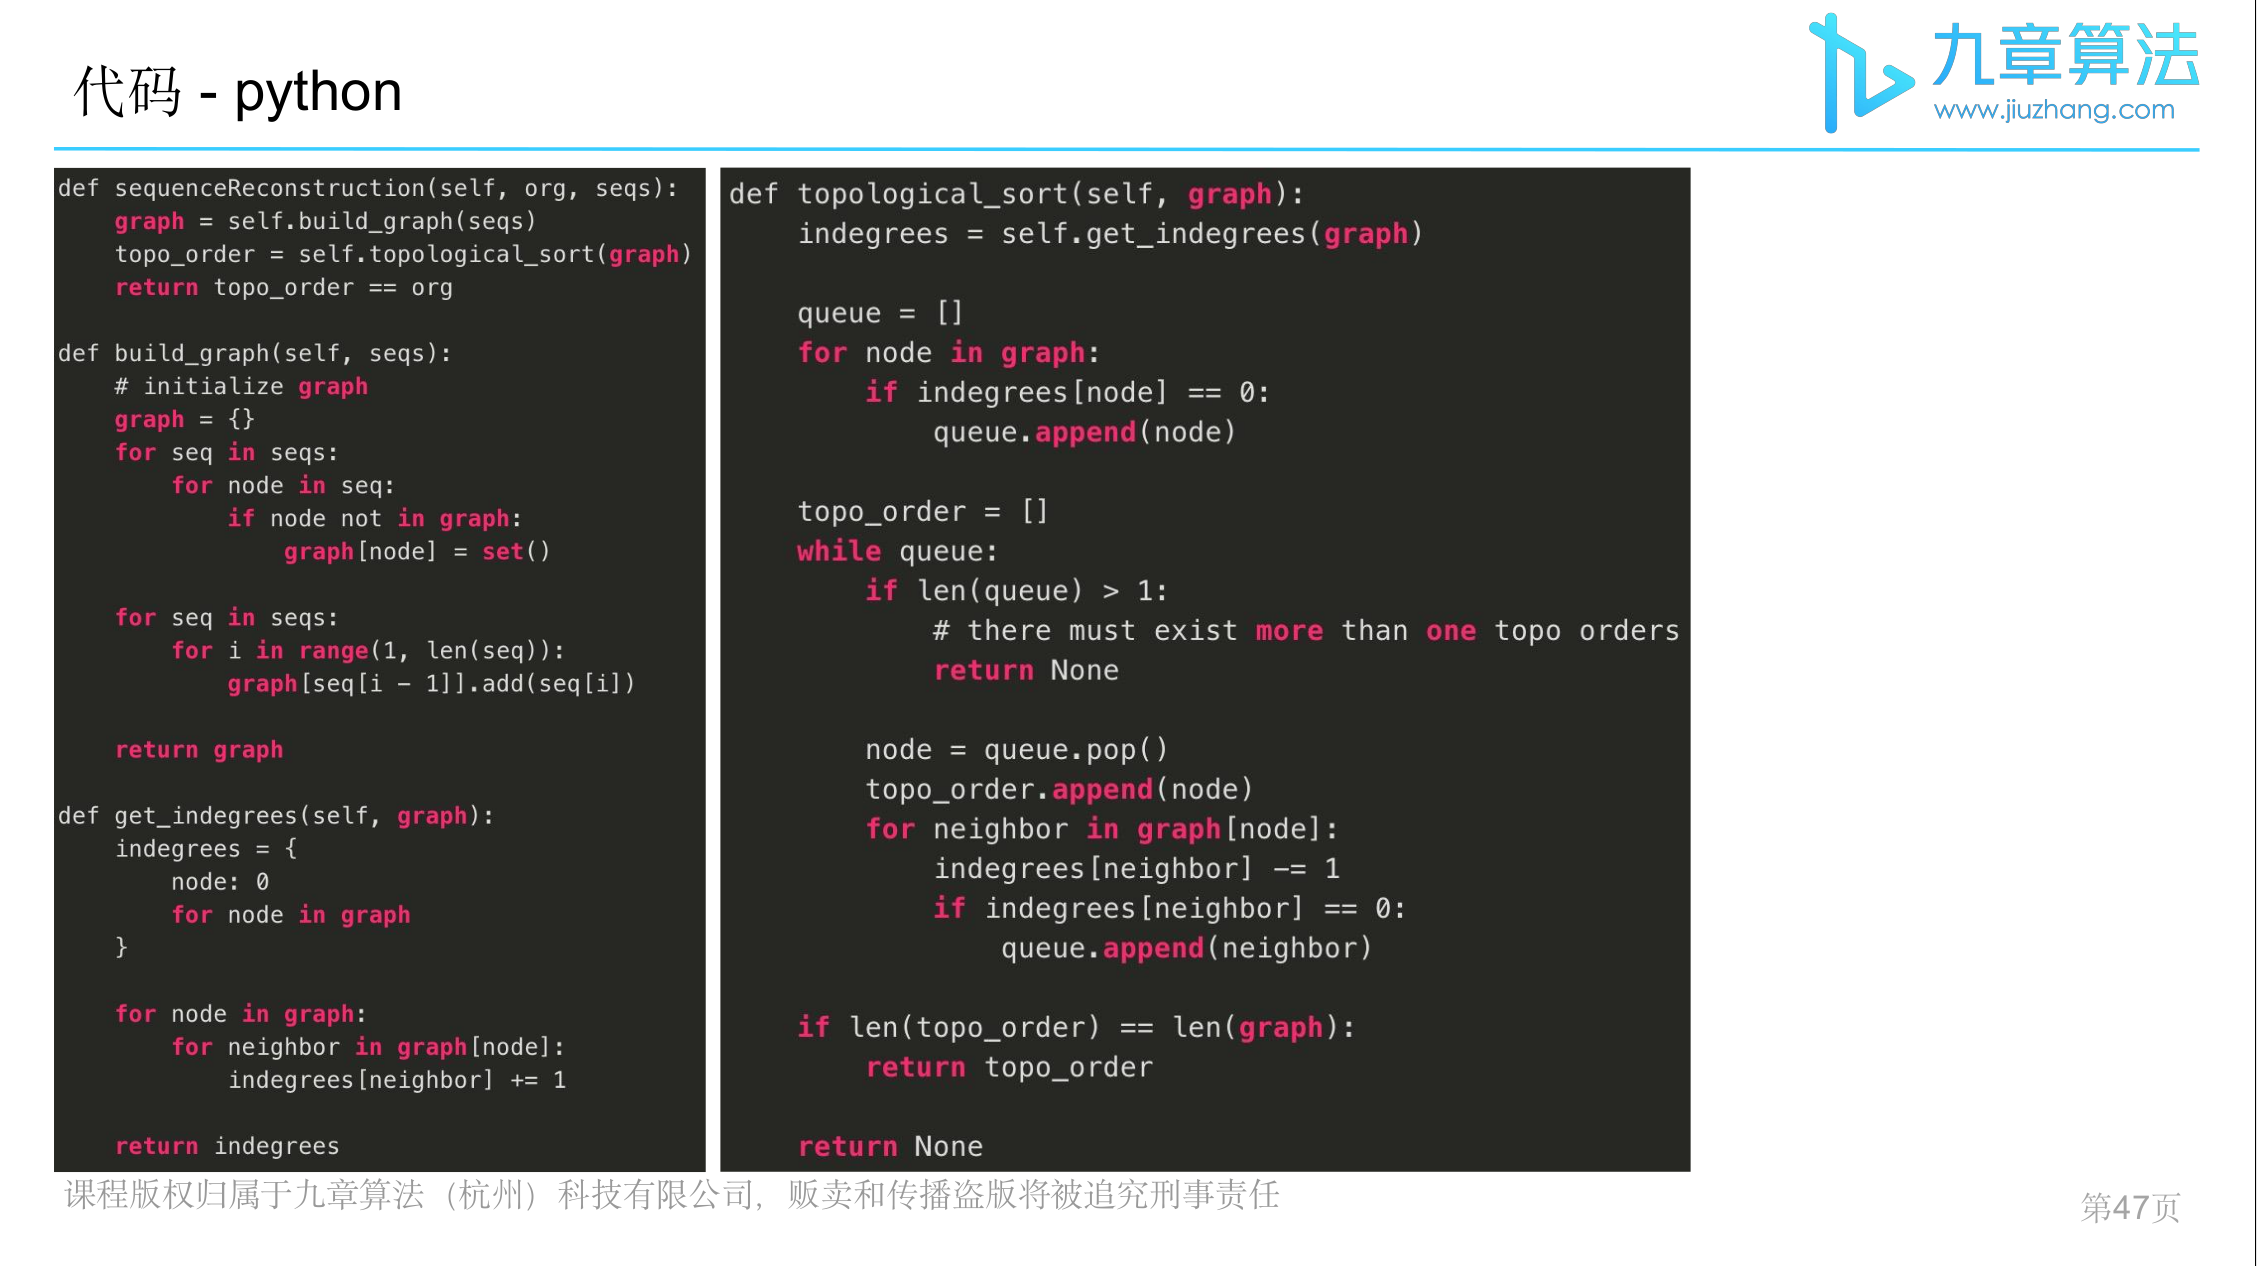 代码 - python
九章算法
www.jiuzhang.com
def sequenceReconstruction(self, org, seqs):
    graph = self.build_graph(seqs)
    topo_order = self.topological_sort(graph)
    return topo_order == org

def build_graph(self, seqs):
    # initialize graph
    graph = {}
    for seq in seqs:
        for node in seq:
            if node not in graph:
                graph[node] = set()

    for seq in seqs:
        for i in range(1, len(seq)):
            graph[seq[i - 1]].add(seq[i])

    return graph

def get_indegrees(self, graph):
    indegrees = {
        node: 0
        for node in graph
    }

    for node in graph:
        for neighbor in graph[node]:
            indegrees[neighbor] += 1

    return indegrees
def topological_sort(self, graph):
    indegrees = self.get_indegrees(graph)

    queue = []
    for node in graph:
        if indegrees[node] == 0:
            queue.append(node)

    topo_order = []
    while queue:
        if len(queue) > 1:
            # there must exist more than one topo orders
            return None

        node = queue.pop()
        topo_order.append(node)
        for neighbor in graph[node]:
            indegrees[neighbor] -= 1
            if indegrees[neighbor] == 0:
                queue.append(neighbor)

    if len(topo_order) == len(graph):
        return topo_order

    return None
课程版权归属于九章算法（杭州）科技有限公司，贩卖和传播盗版将被追究刑事责任
第47页